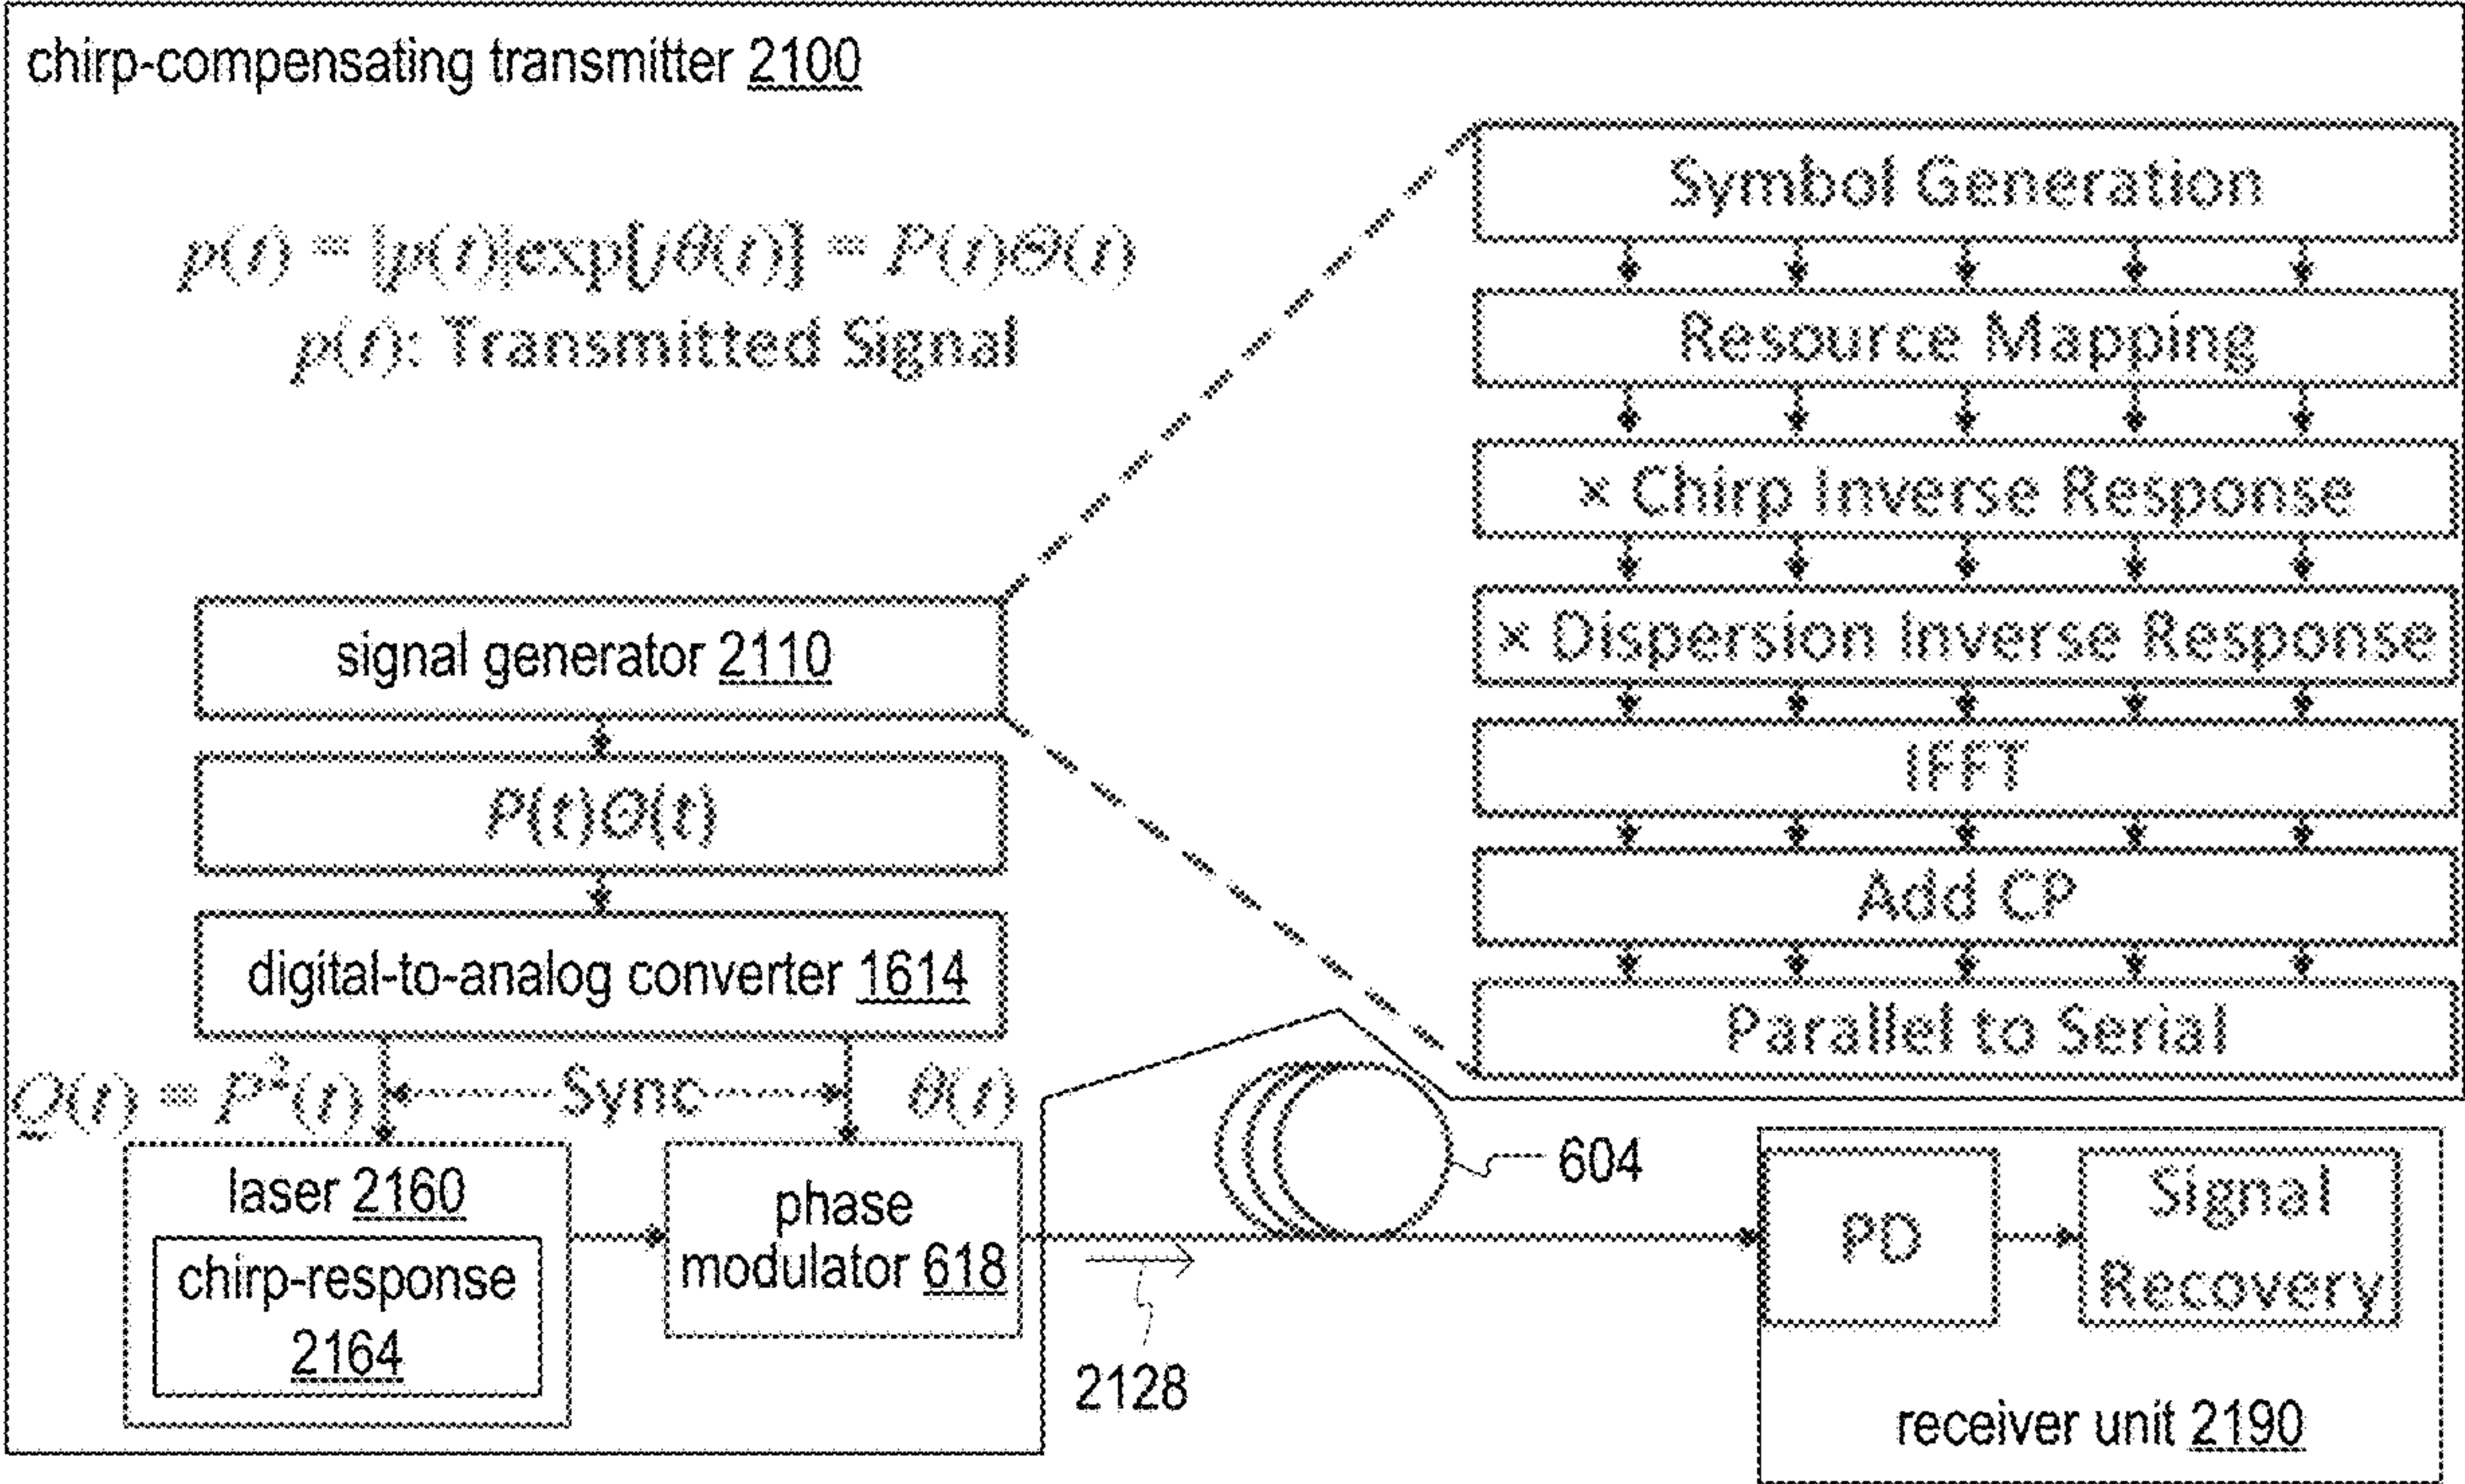 chirp-compensating transmitter 2100
p(t) = |p(t)|exp[jθ(t)] = P(t)Θ(t)
p(t): Transmitted Signal
signal generator 2110
P(t)Θ(t)
digital-to-analog converter 1614
Q(t) = P²(t)
Sync
θ(t)
laser 2160
chirp-response
2164
phase
modulator 618
2128
604
Symbol Generation
Resource Mapping
× Chirp Inverse Response
× Dispersion Inverse Response
IFFT
Add CP
Parallel to Serial
PD
Signal
Recovery
receiver unit 2190